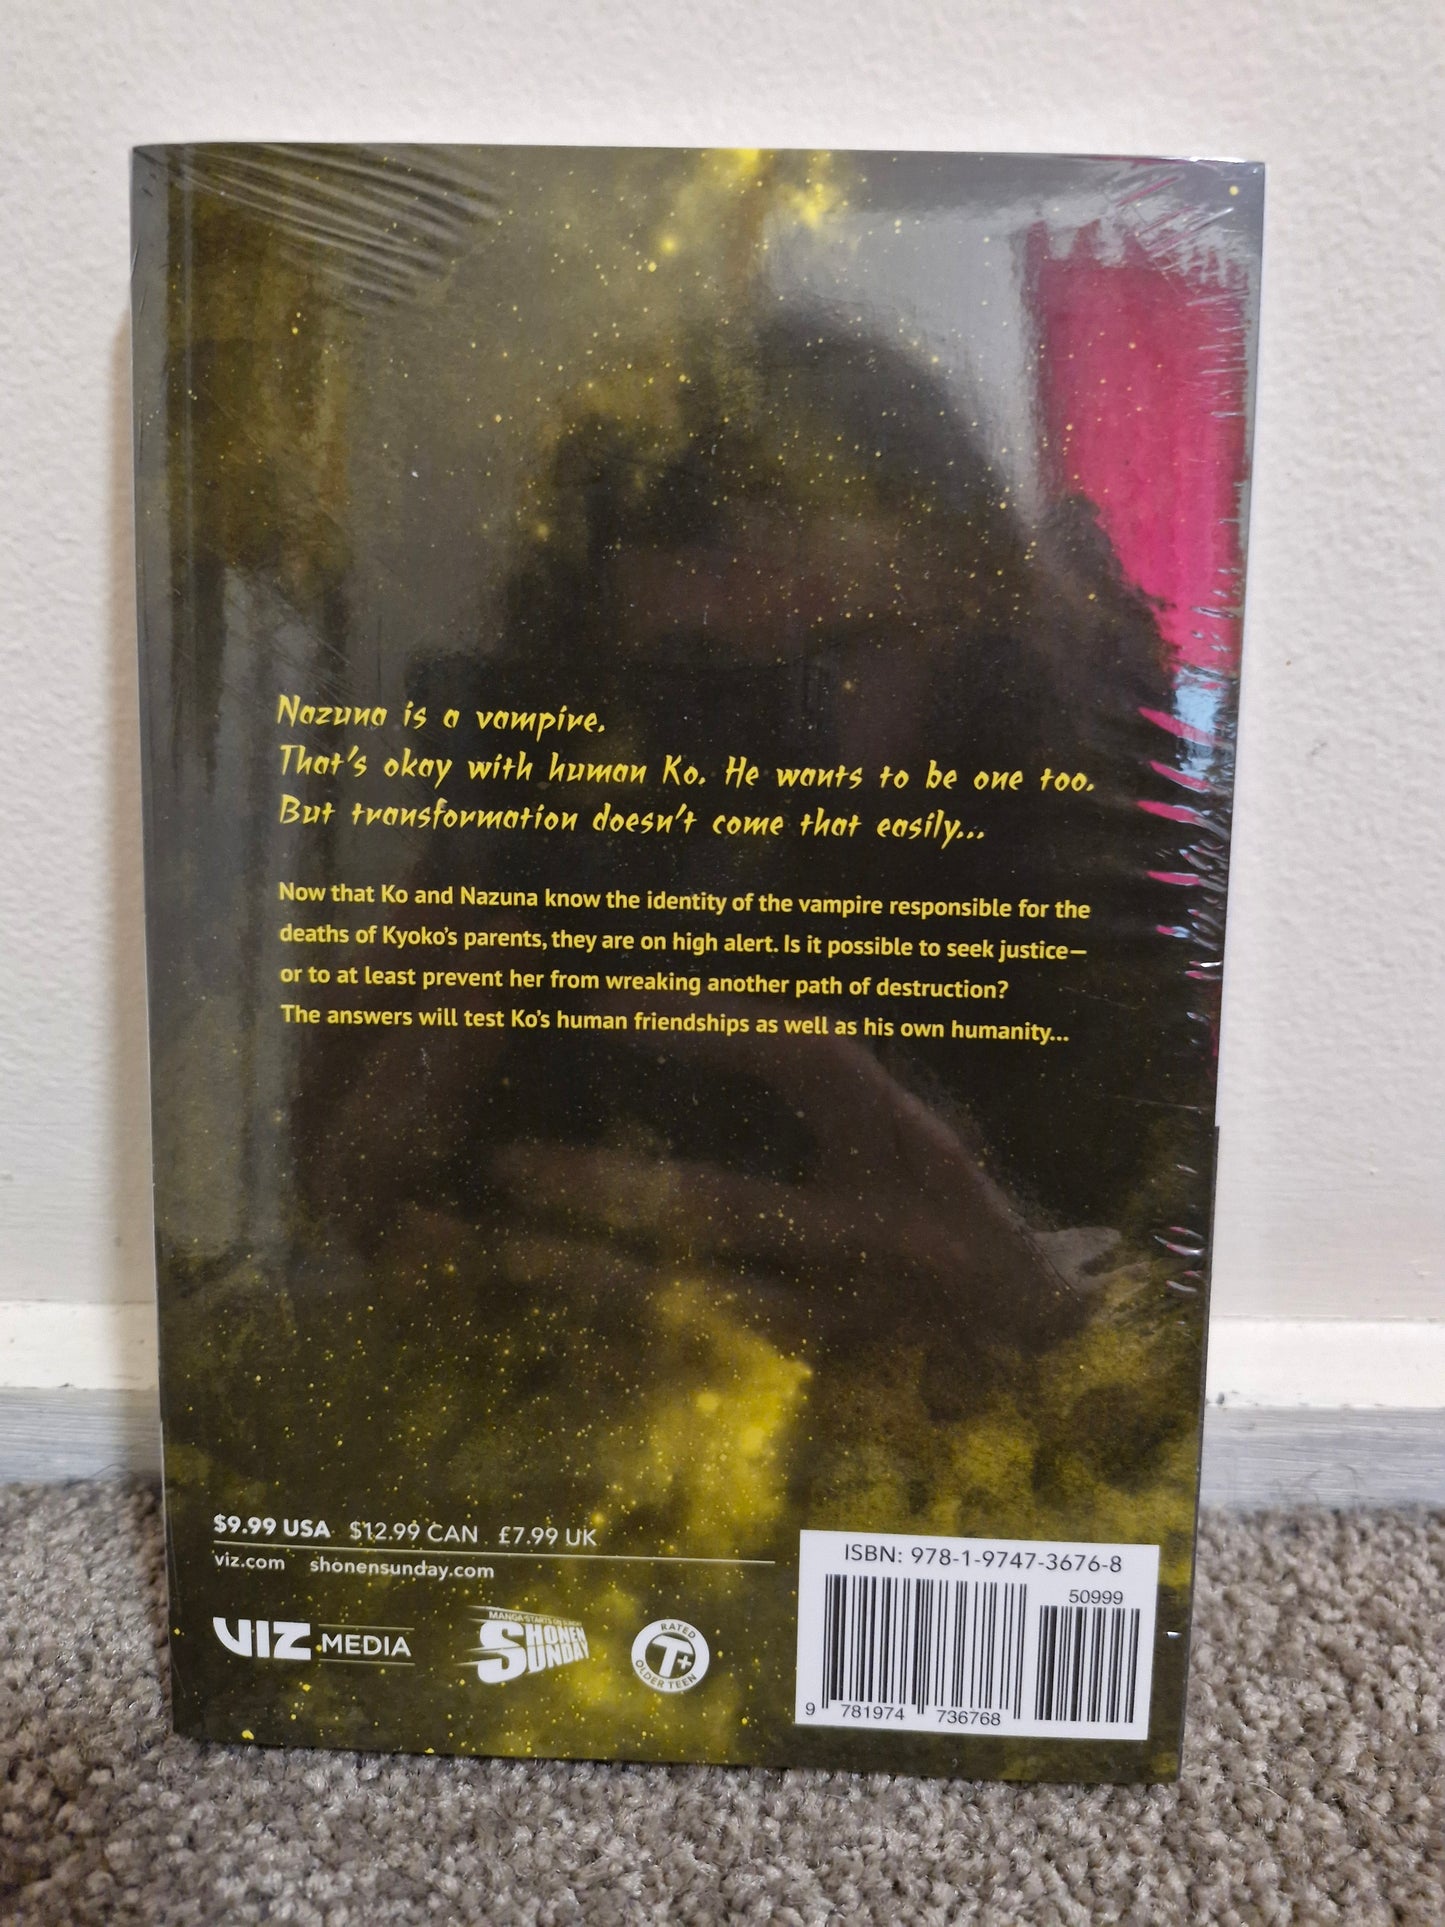 Nazuna is a vampire.
That's okay with human Ko. He wants to be one too.
But transformation doesn't come that easily...
Now that Ko and Nazuna know the identity of the vampire responsible for the
deaths of Kyoko's parents, they are on high alert. Is it possible to seek justice—
or to at least prevent her from wreaking another path of destruction?
The answers will test Ko's human friendships as well as his own humanity...
$9.99 USA $12.99 CAN £7.99 UK
viz.com shonensunday.com
VIZ MEDIA
MANGA STARTS ON SUNDAY
SHONEN
SUNDAY
RATED
T+
OLDER TEEN
ISBN: 978-1-9747-3676-8
50999
9 781974 736768